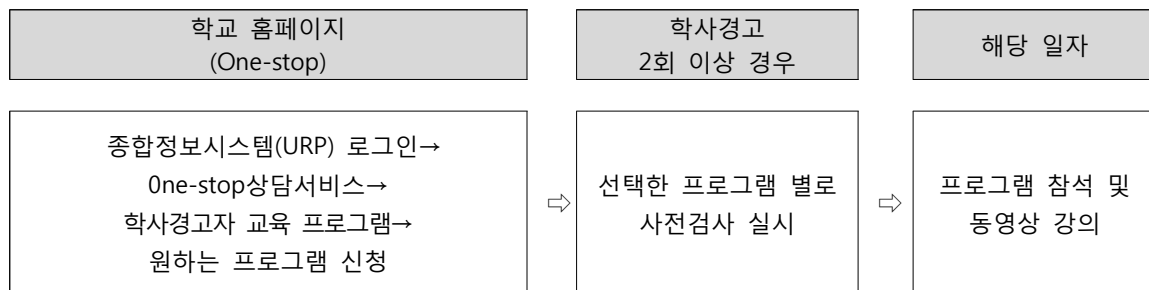 학교 홈페이지
(One-stop)
종합정보시스템(URP) 로그인→
0ne-stop상담서비스→
학사경고자 교육 프로그램→
원하는 프로그램 신청
⇨
학사경고
2회 이상 경우
선택한 프로그램 별로
사전검사 실시
⇨
해당 일자
프로그램 참석 및
동영상 강의